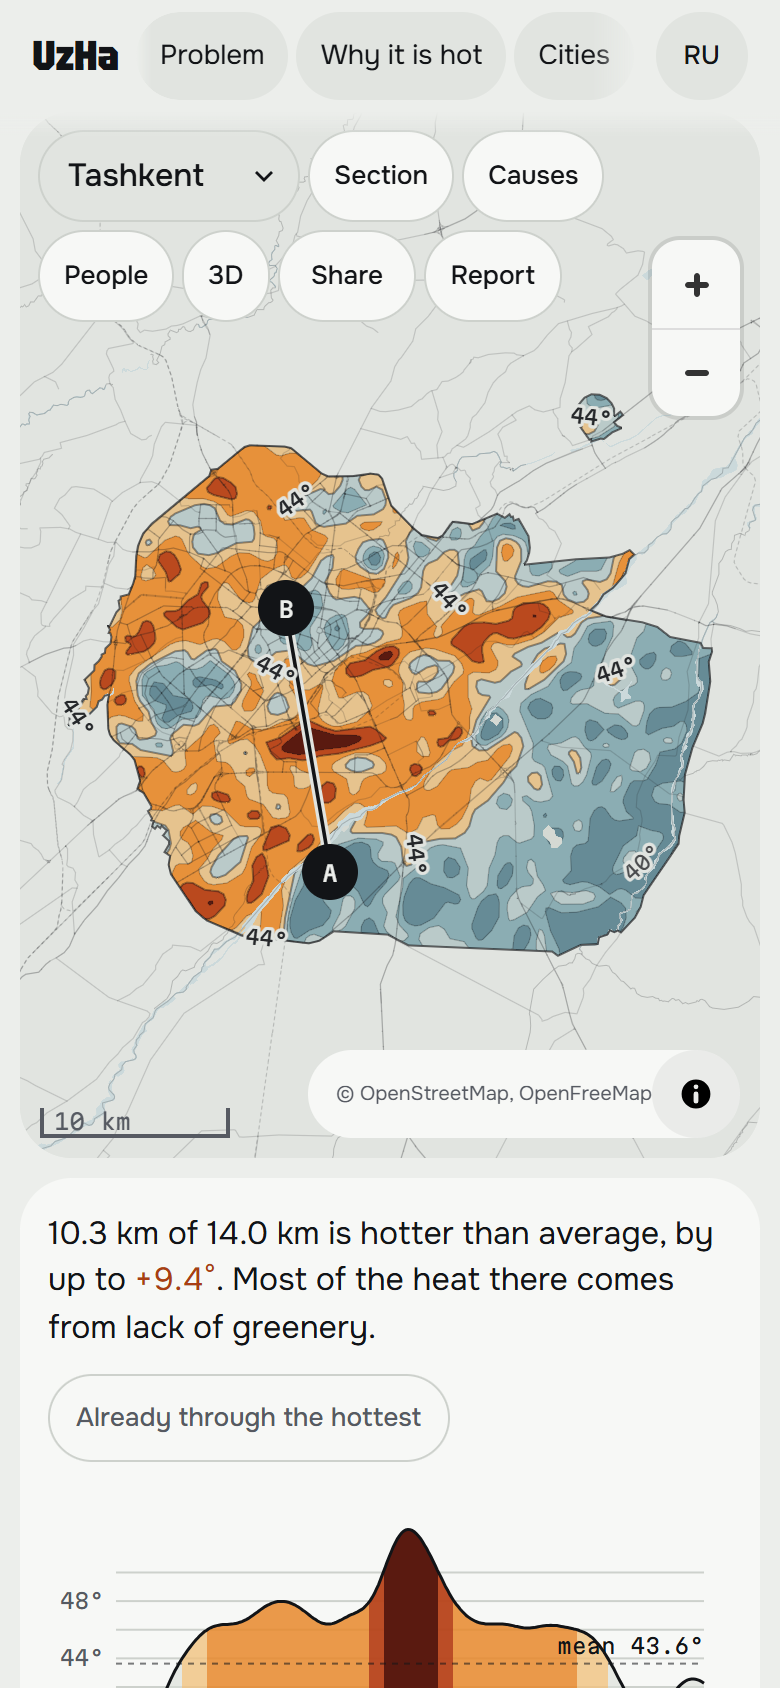 UzHa
Problem
Why it is hot
Cities
RU
Tashkent
Section
Causes
People
3D
Share
Report
+
−
44°
44°
44°
44°
44°
44°
44°
40°
44°
B
A
10 km
© OpenStreetMap, OpenFreeMap
10.3 km of 14.0 km is hotter than average, by
up to +9.4°. Most of the heat there comes
from lack of greenery.
Already through the hottest
48°
mean 43.6°
44°